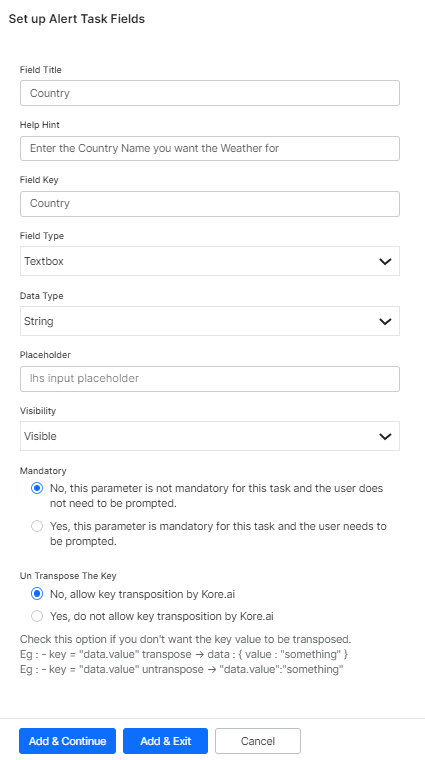 Set up Alert Task Fields
Field Title
Country
Help Hint
Enter the Country Name you want the Weather for
Field Key
Country
Field Type
Textbox
Data Type
String
Placeholder
lhs input placeholder
Visibility
Visible
Mandatory
No, this parameter is not mandatory for this task and the user does
not need to be prompted.
Yes, this parameter is mandatory for this task and the user needs to
be prompted.
Un Transpose The Key
No, allow key transposition by Kore.ai
Yes, do not allow key transposition by Kore.ai
Check this option if you don't want the key value to be transposed.
Eg : - key = "data.value" transpose → data : { value : "something" }
Eg : - key = "data.value" untranspose → "data.value":"something"
Add & Continue Add & Exit Cancel